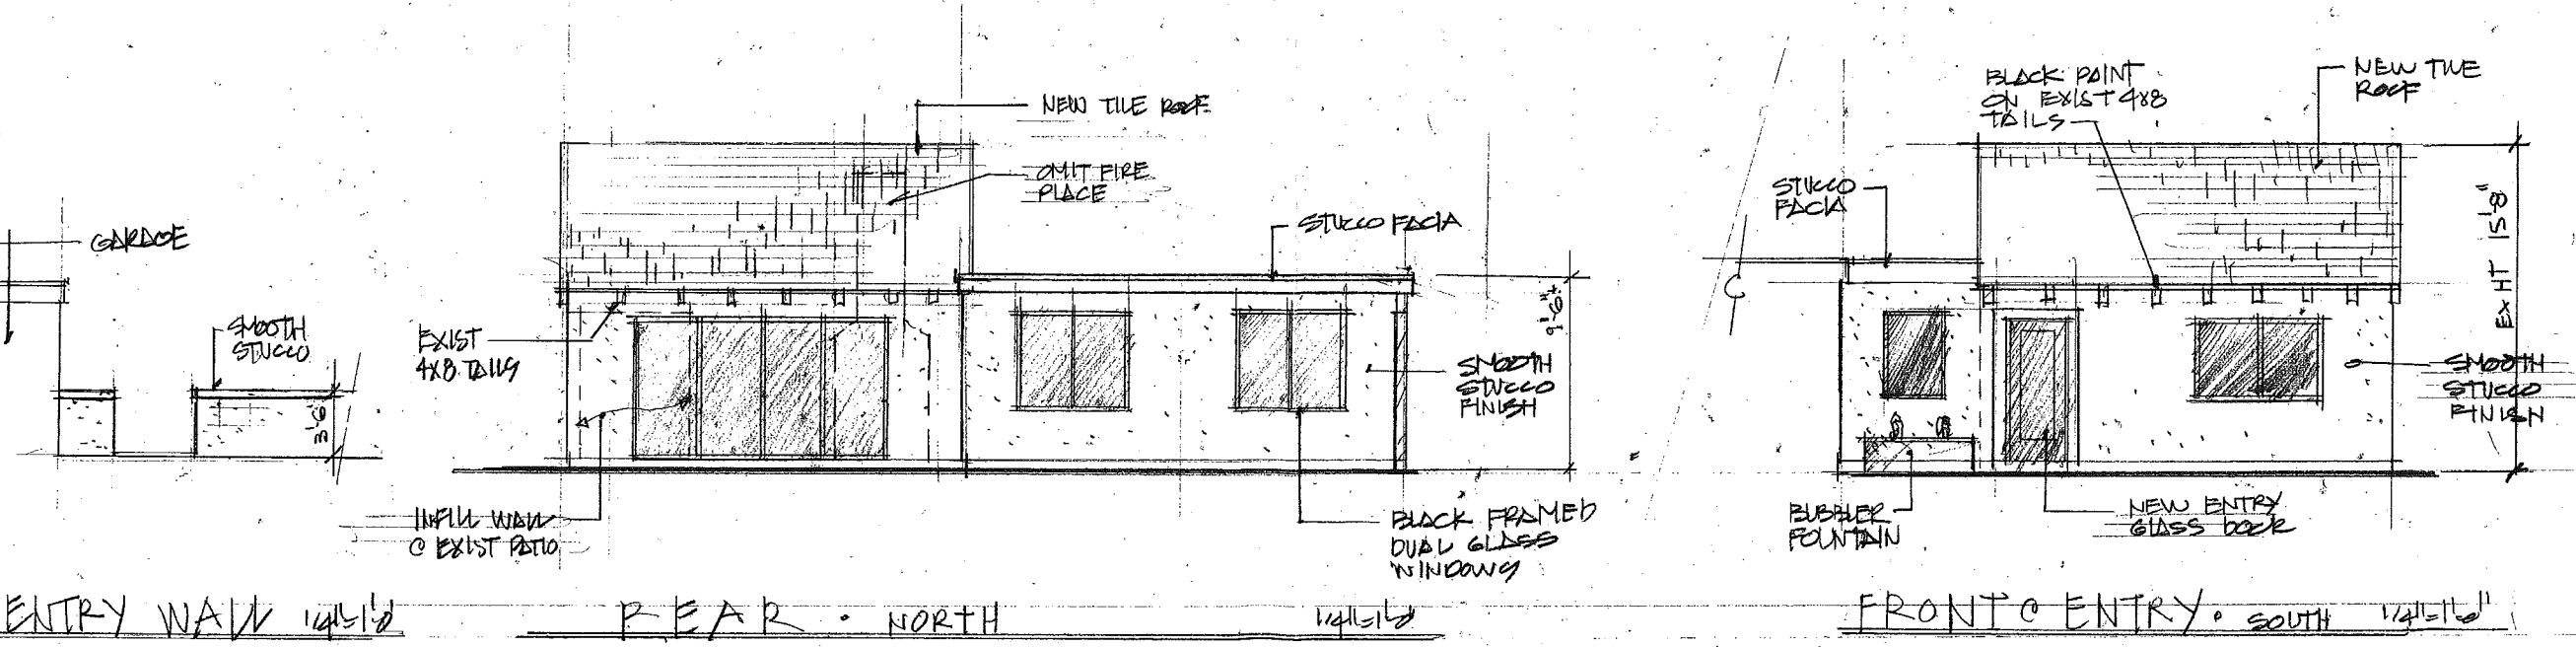 GARAGE
SMOOTH
STUCCO
3'-6"
ENTRY WALL 1/4"=1'0"
NEW TILE ROOF
OMIT FIRE
PLACE
STUCCO FACIA
EXIST
4X8 TAILS
9'-6"±
SMOOTH
STUCCO
FINISH
INFILL WALL
@ EXIST PATIO
BLACK FRAMED
DUAL GLASS
WINDOWS
REAR . NORTH 1/4"=1'0"
BLACK PAINT
ON EXIST 4X8
TAILS
NEW TILE
ROOF
STUCCO
FACIA
EX HT 15'-8"
SMOOTH
STUCCO
FINISH
BUBBLER
FOUNTAIN
NEW ENTRY
GLASS DOOR
FRONT @ ENTRY . SOUTH 1/4"=1'0"